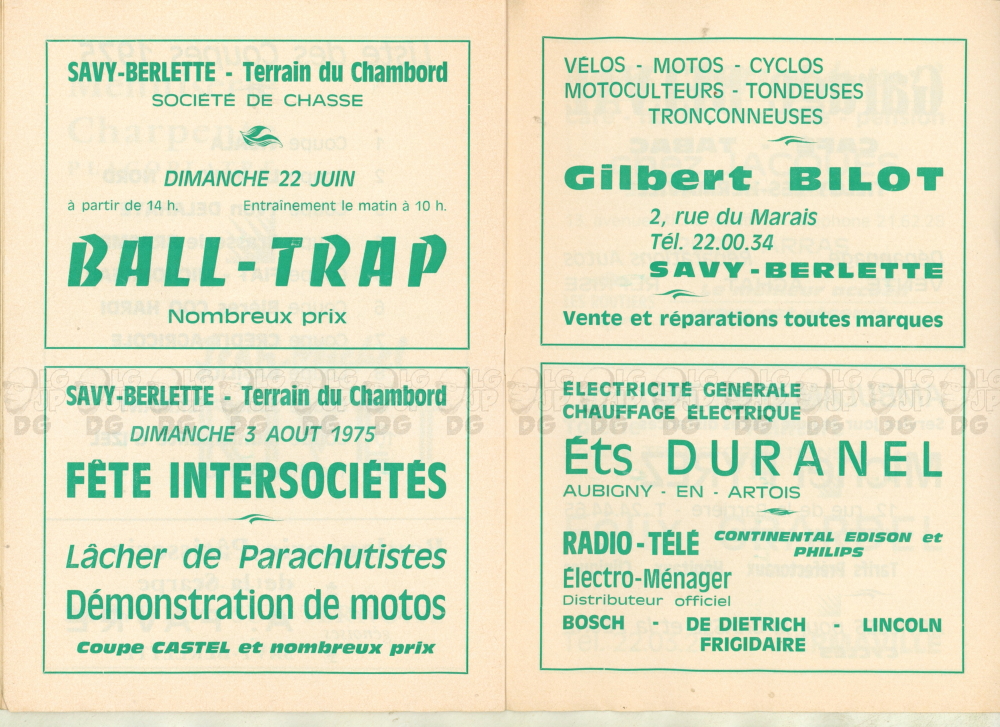 SAVY-BERLETTE - Terrain du Chambord
SOCIÉTÉ DE CHASSE
DIMANCHE 22 JUIN
à partir de 14 h. Entraînement le matin à 10 h.
BALL-TRAP
Nombreux prix
SAVY-BERLETTE - Terrain du Chambord
DIMANCHE 3 AOUT 1975
FÊTE INTERSOCIÉTÉS
Lâcher de Parachutistes
Démonstration de motos
Coupe CASTEL et nombreux prix
VÉLOS - MOTOS - CYCLOS
MOTOCULTEURS - TONDEUSES
TRONÇONNEUSES
Gilbert BILOT
2, rue du Marais
Tél. 22.00.34
SAVY-BERLETTE
Vente et réparations toutes marques
ÉLECTRICITÉ GÉNÉRALE
CHAUFFAGE ÉLECTRIQUE
Éts DURANEL
AUBIGNY - EN - ARTOIS
RADIO-TÉLÉ CONTINENTAL EDISON et
PHILIPS
Électro-Ménager
Distributeur officiel
BOSCH - DE DIETRICH - LINCOLN
FRIGIDAIRE